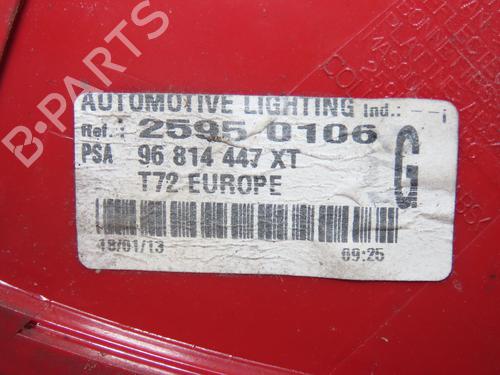 B-PARTS
AUTOMOTIVE LIGHTING Ind.: ---i
Ref.: 2595 0106
PSA 96 814 447 XT G
T72 EUROPE
18/01/13 09:25